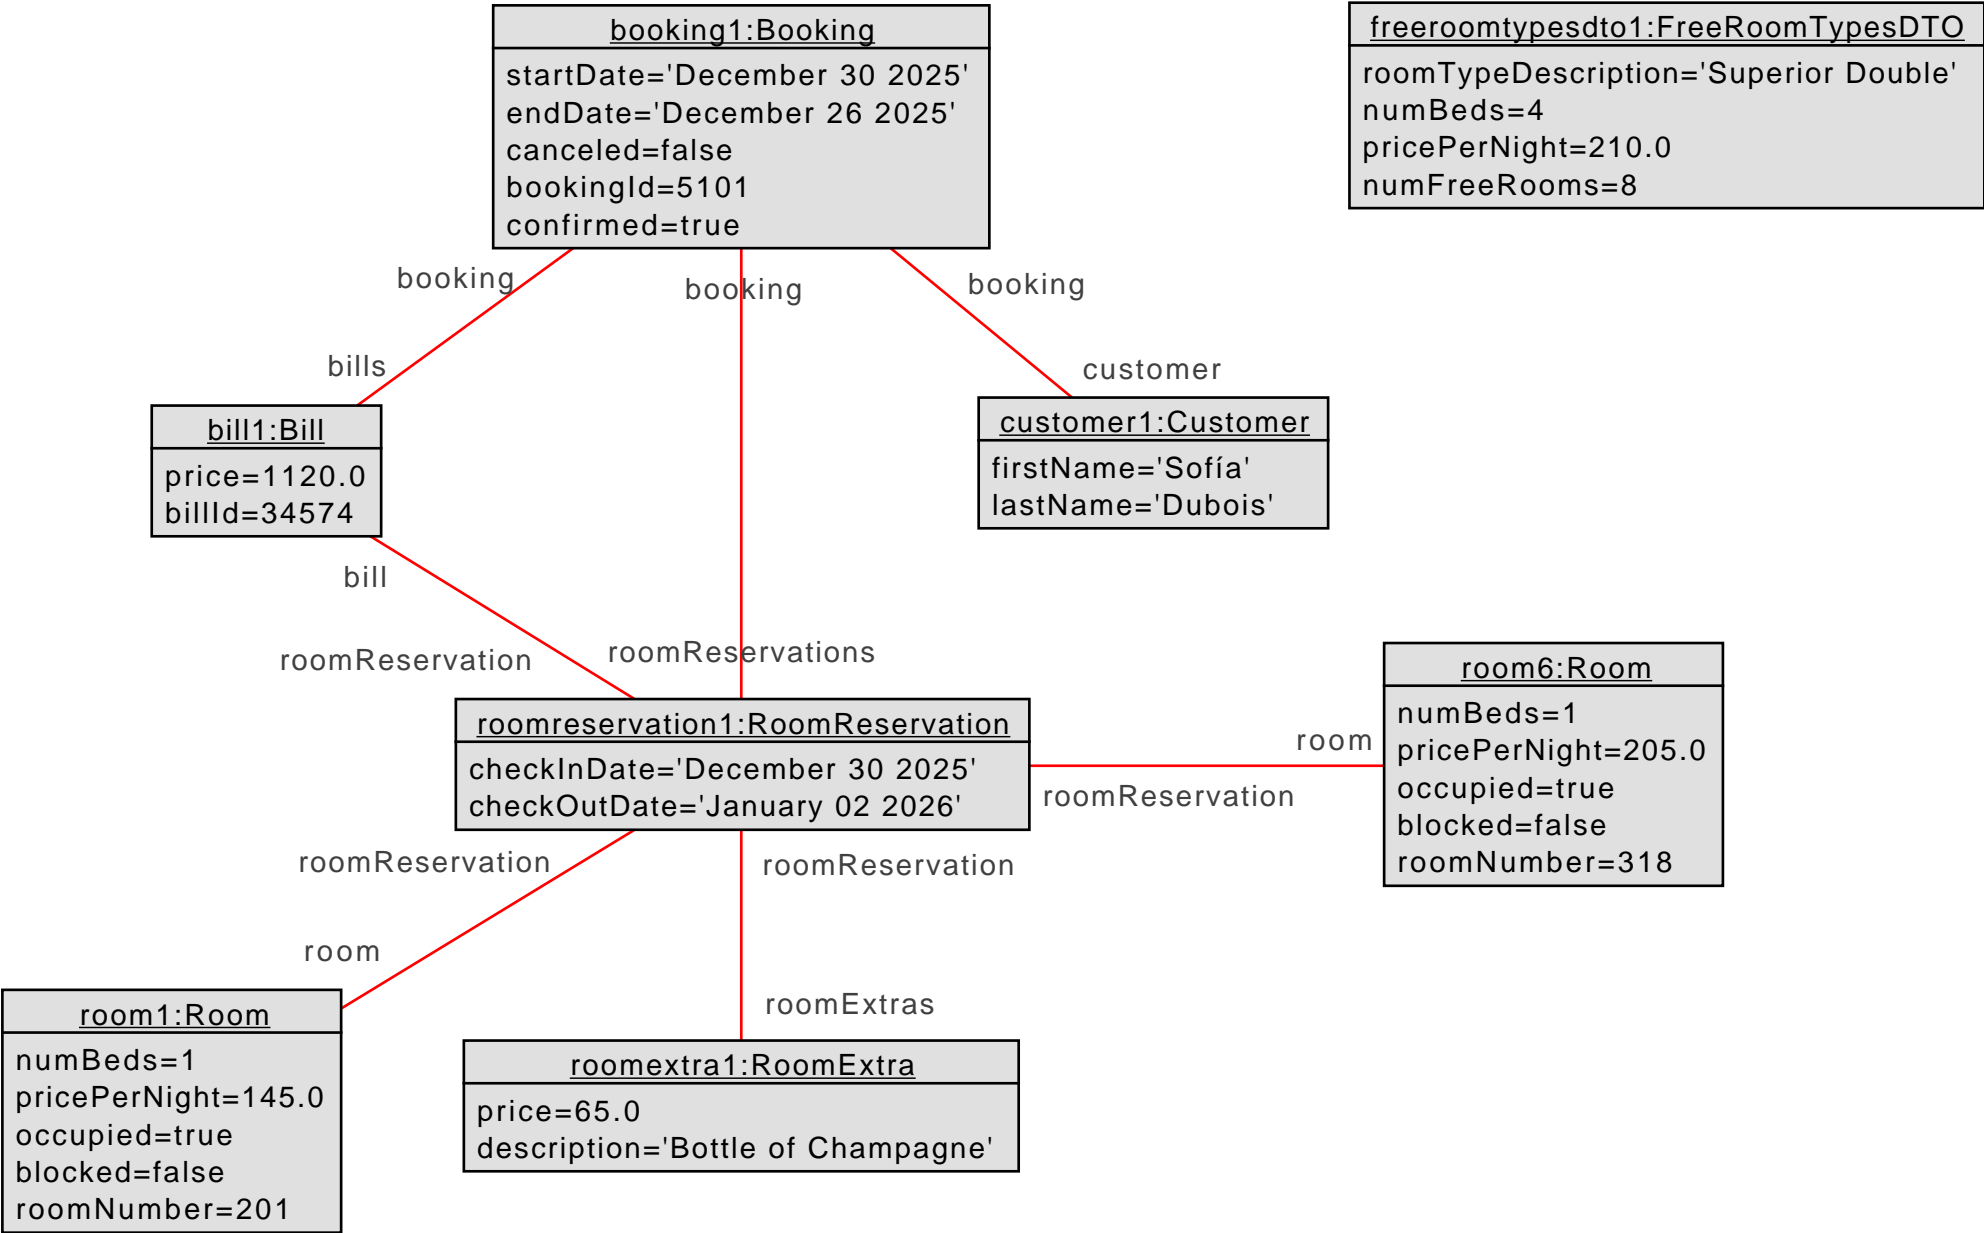 booking1:Booking
startDate='December 30 2025'
endDate='December 26 2025'
canceled=false
bookingId=5101
confirmed=true
freeroomtypesdto1:FreeRoomTypesDTO
roomTypeDescription='Superior Double'
numBeds=4
pricePerNight=210.0
numFreeRooms=8
booking
booking
booking
bills
customer
bill1:Bill
price=1120.0
billId=34574
customer1:Customer
firstName='Sofía'
lastName='Dubois'
bill
roomReservation
roomReservations
roomreservation1:RoomReservation
checkInDate='December 30 2025'
checkOutDate='January 02 2026'
room
roomReservation
room6:Room
numBeds=1
pricePerNight=205.0
occupied=true
blocked=false
roomNumber=318
roomReservation
roomReservation
room
roomExtras
room1:Room
numBeds=1
pricePerNight=145.0
occupied=true
blocked=false
roomNumber=201
roomextra1:RoomExtra
price=65.0
description='Bottle of Champagne'